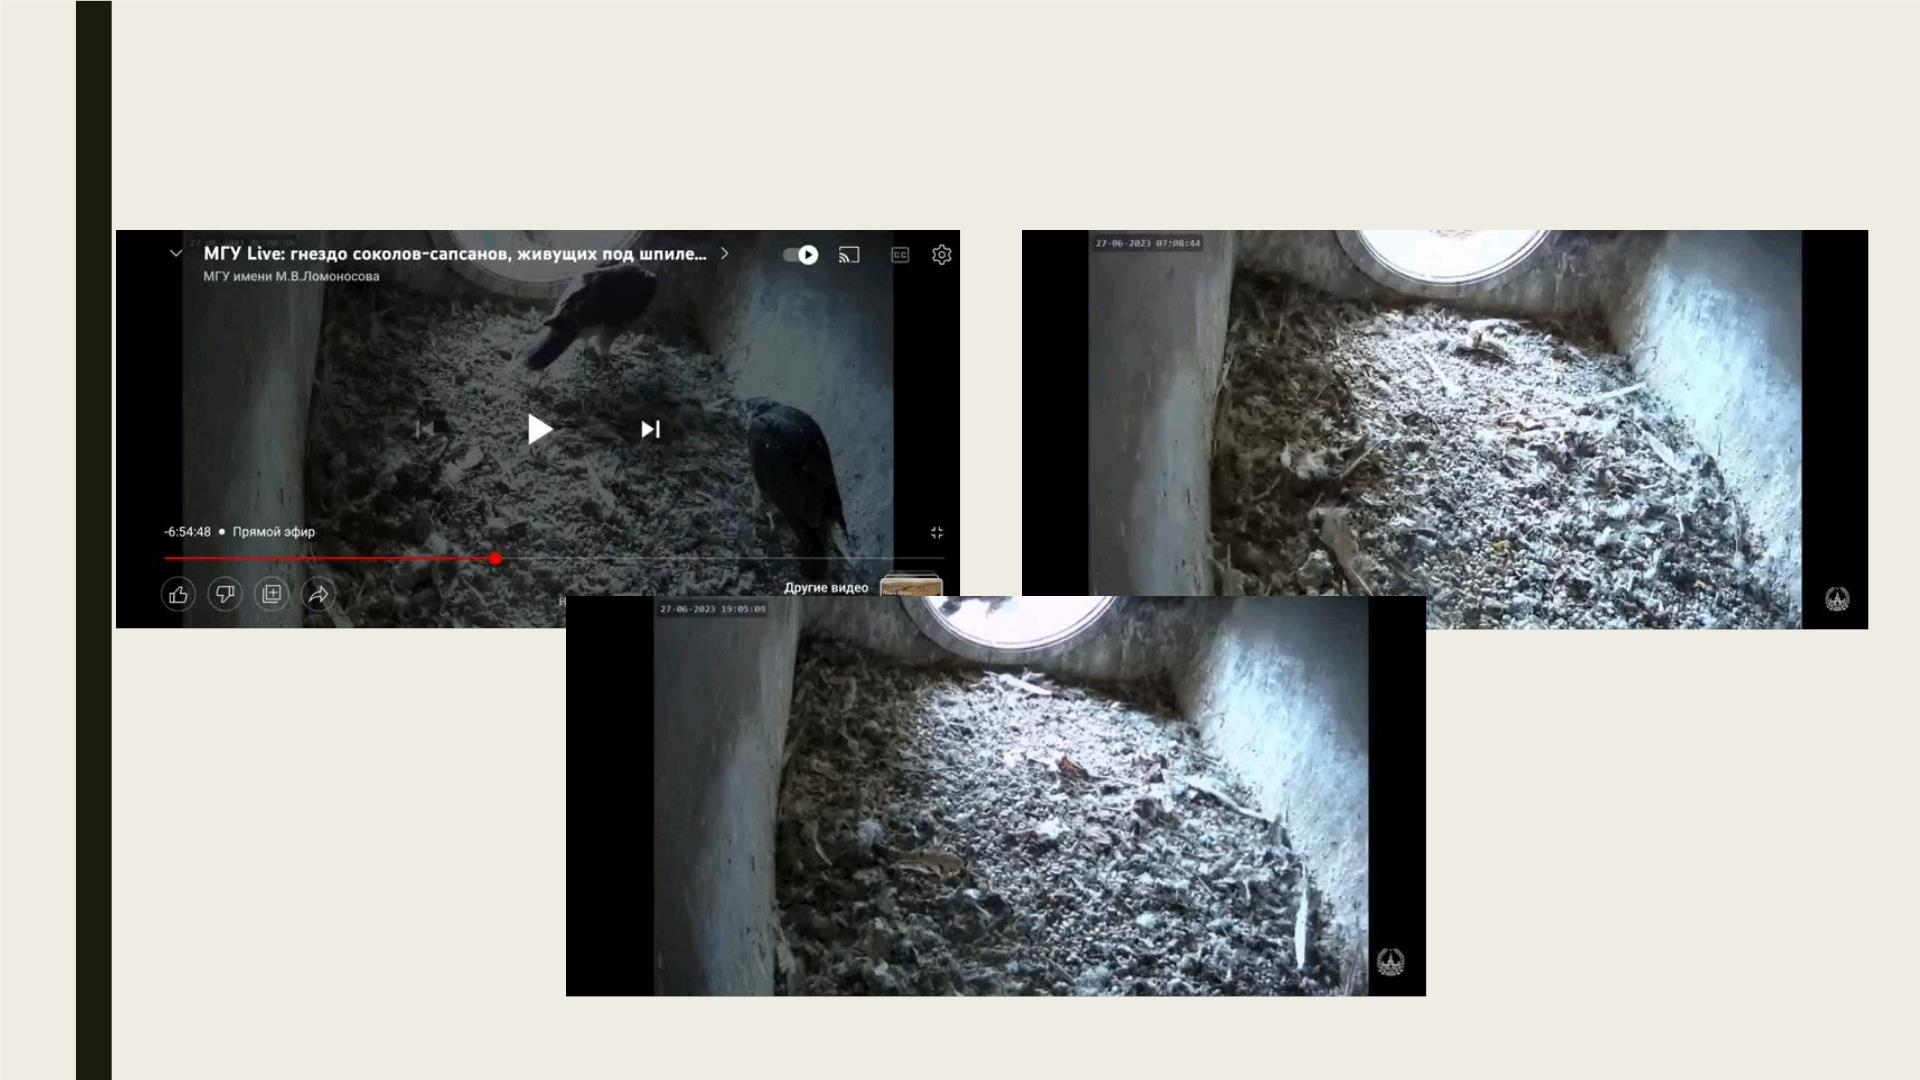 МГУ Live: гнездо соколов-сапсанов, живущих под шпиле...
МГУ имени М.В.Ломоносова
CC
-6:54:48 • Прямой эфир
Другие видео
27-06-2023 07:08:44
27-06-2023 19:05:09